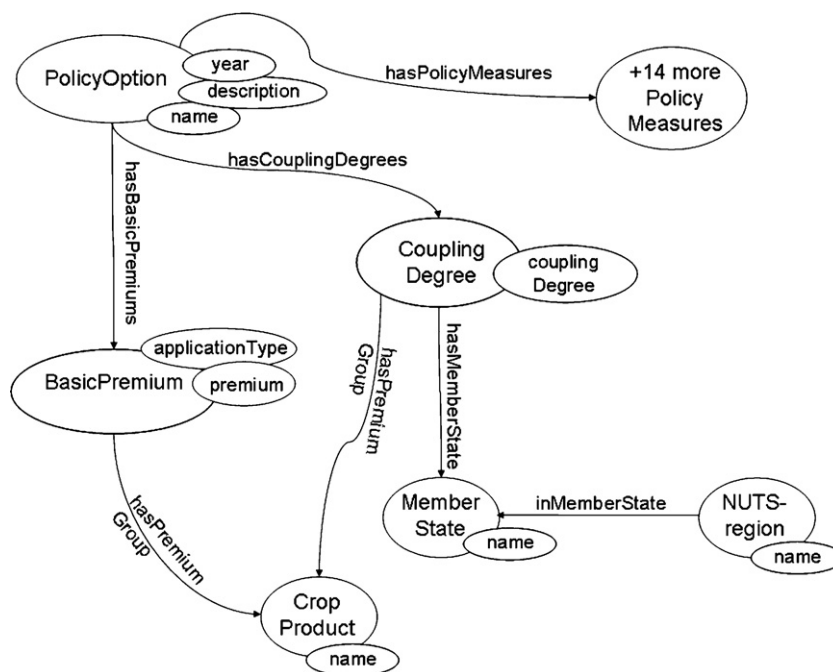 year
PolicyOption
description
name
hasPolicyMeasures
+14 more
Policy
Measures
hasCouplingDegrees
hasBasicPremiums
Coupling
Degree
coupling
Degree
applicationType
BasicPremium
premium
hasPremium
Group
hasMemberState
hasPremium
Group
Member
State
name
inMemberState
NUTS-
region
name
Crop
Product
name